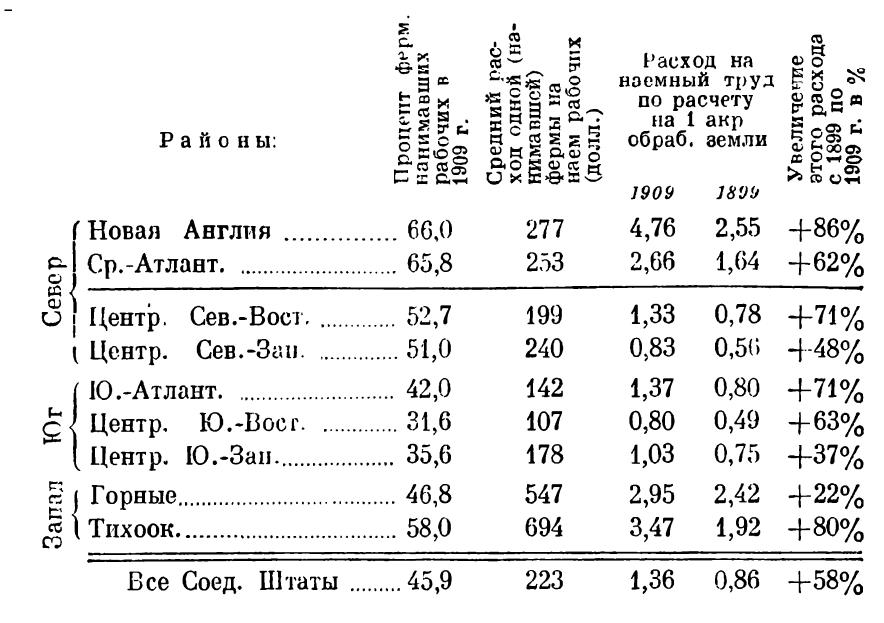 Районы:
Процент ферм.
нанимавших
рабочих в
1909 г.
Средний рас-
ход одной (на-
нимавшей)
фермы на
наем рабочих
(долл.)
Расход на
наемный труд
по расчету
на 1 акр
обраб. земли
1909 1899
Увеличение
этого расхода
с 1899 по
1909 г. в %
Север
Новая Англия ............... 66,0 277 4,76 2,55 +86%
Ср.-Атлант. .................... 65,8 253 2,66 1,64 +62%
Центр. Сев.-Вост. ........... 52,7 199 1,33 0,78 +71%
Центр. Сев.-Зап. ........... 51,0 240 0,83 0,56 +48%
Юг
Ю.-Атлант. .................... 42,0 142 1,37 0,80 +71%
Центр. Ю.-Вост. ........... 31,6 107 0,80 0,49 +63%
Центр. Ю.-Зап. ............... 35,6 178 1,03 0,75 +37%
Запад
Горные............................ 46,8 547 2,95 2,42 +22%
Тихоок............................ 58,0 694 3,47 1,92 +80%
Все Соед. Штаты ........ 45,9 223 1,36 0,86 +58%